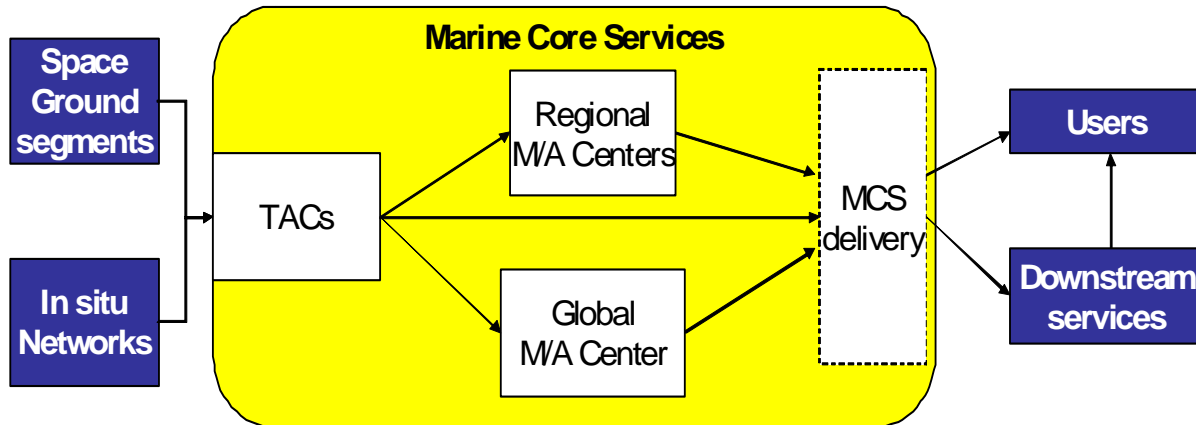 Marine Core Services
Space
Ground
segments
In situ
Networks
TACs
Regional
M/A Centers
Global
M/A Center
MCS
delivery
Users
Downstream
services